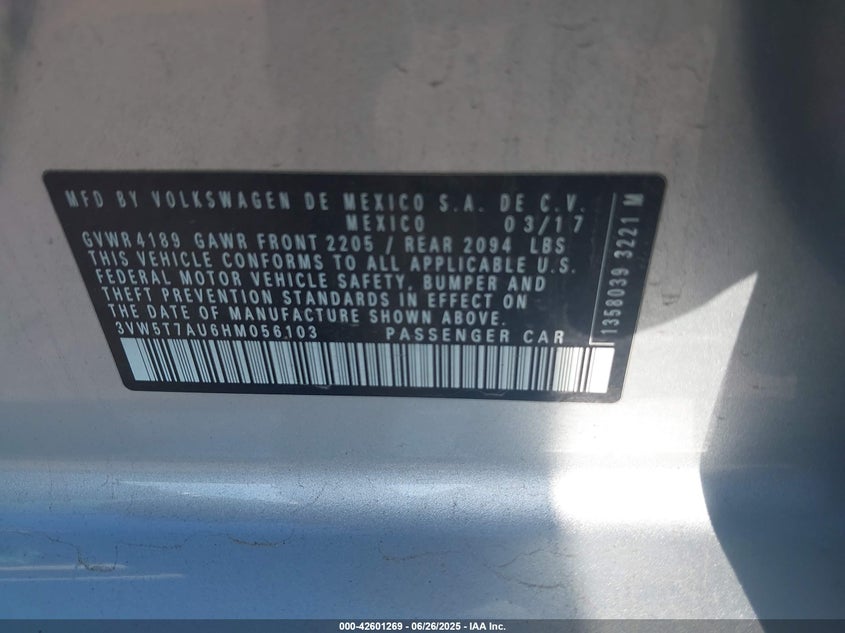 MFD BY VOLKSWAGEN DE MEXICO S.A. DE C.V.
MEXICO 03/17
GVWR 4189 GAWR FRONT 2205 / REAR 2094 LBS
THIS VEHICLE CONFORMS TO ALL APPLICABLE U.S.
FEDERAL MOTOR VEHICLE SAFETY, BUMPER AND
THEFT PREVENTION STANDARDS IN EFFECT ON
THE DATE OF MANUFACTURE SHOWN ABOVE.
3VW5T7AU6HM056103 PASSENGER CAR
1358039 3221 M
000-42601269 - 06/26/2025 - IAA Inc.